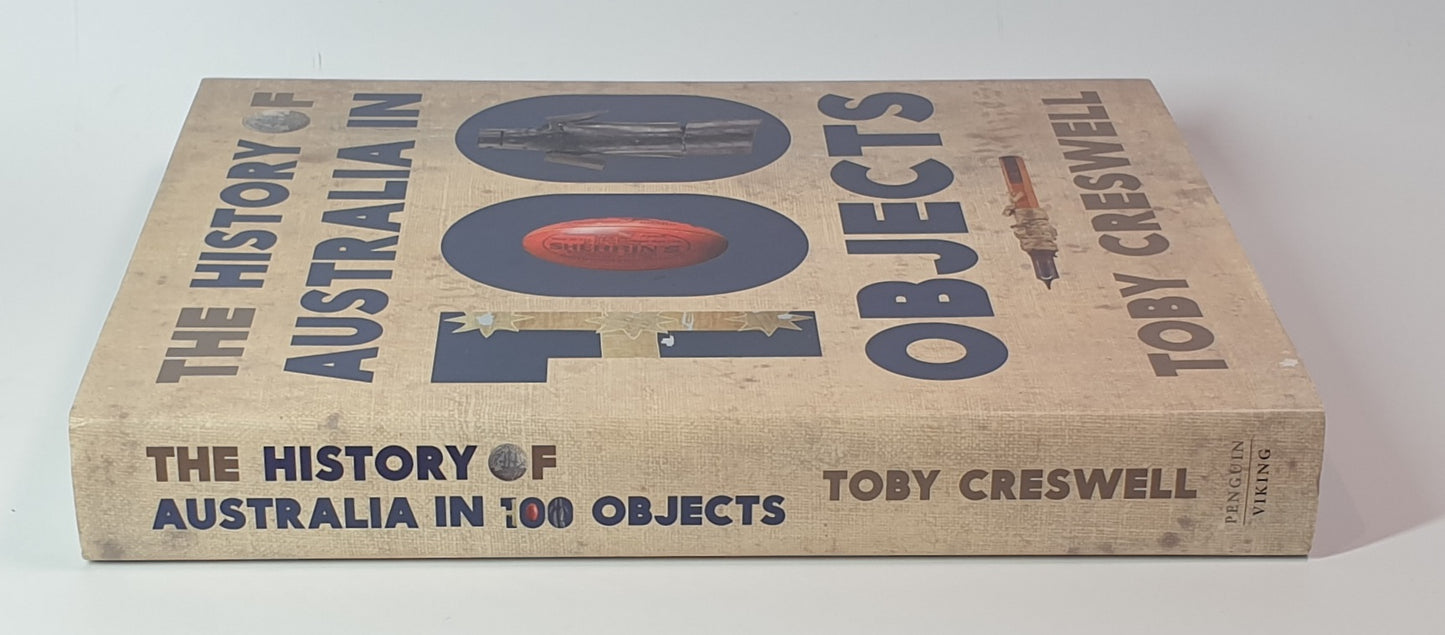 THE HISTORY OF
AUSTRALIA IN
100
OBJECTS
TOBY CRESWELL
SHERRIN'S
THE HISTORY OF
AUSTRALIA IN 100 OBJECTS
TOBY CRESWELL
PENGUIN
VIKING